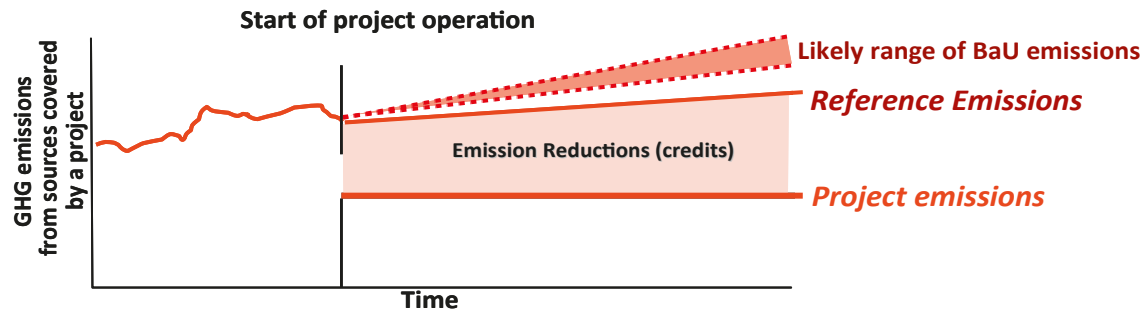 Start of project operation
GHG emissions
from sources covered
by a project
Likely range of BaU emissions
Reference Emissions
Emission Reductions (credits)
Project emissions
Time